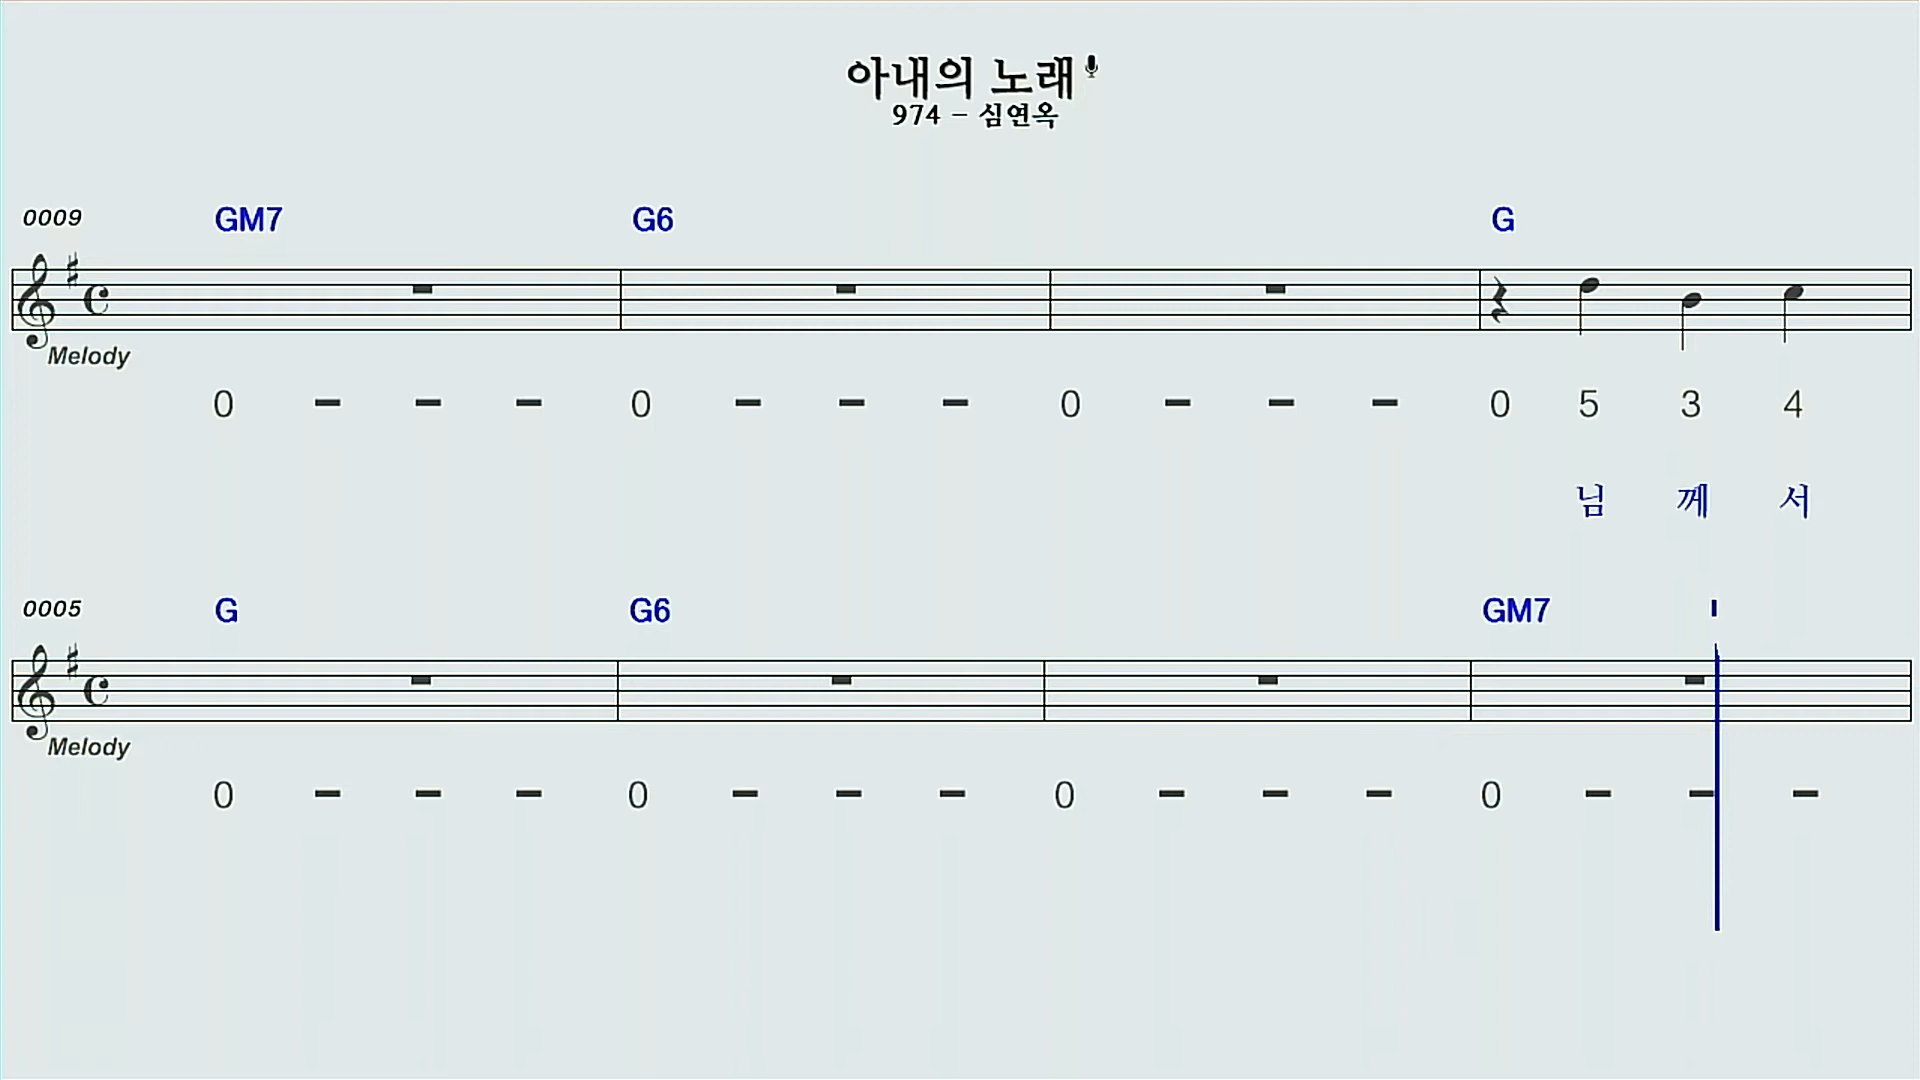 아내의 노래
974 - 심연옥
0009 GM7 G6 G
Melody
0 - - - 0 - - - 0 - - - 0 5 3 4
님 께 서
0005 G G6 GM7
Melody
0 - - - 0 - - - 0 - - - 0 - - -